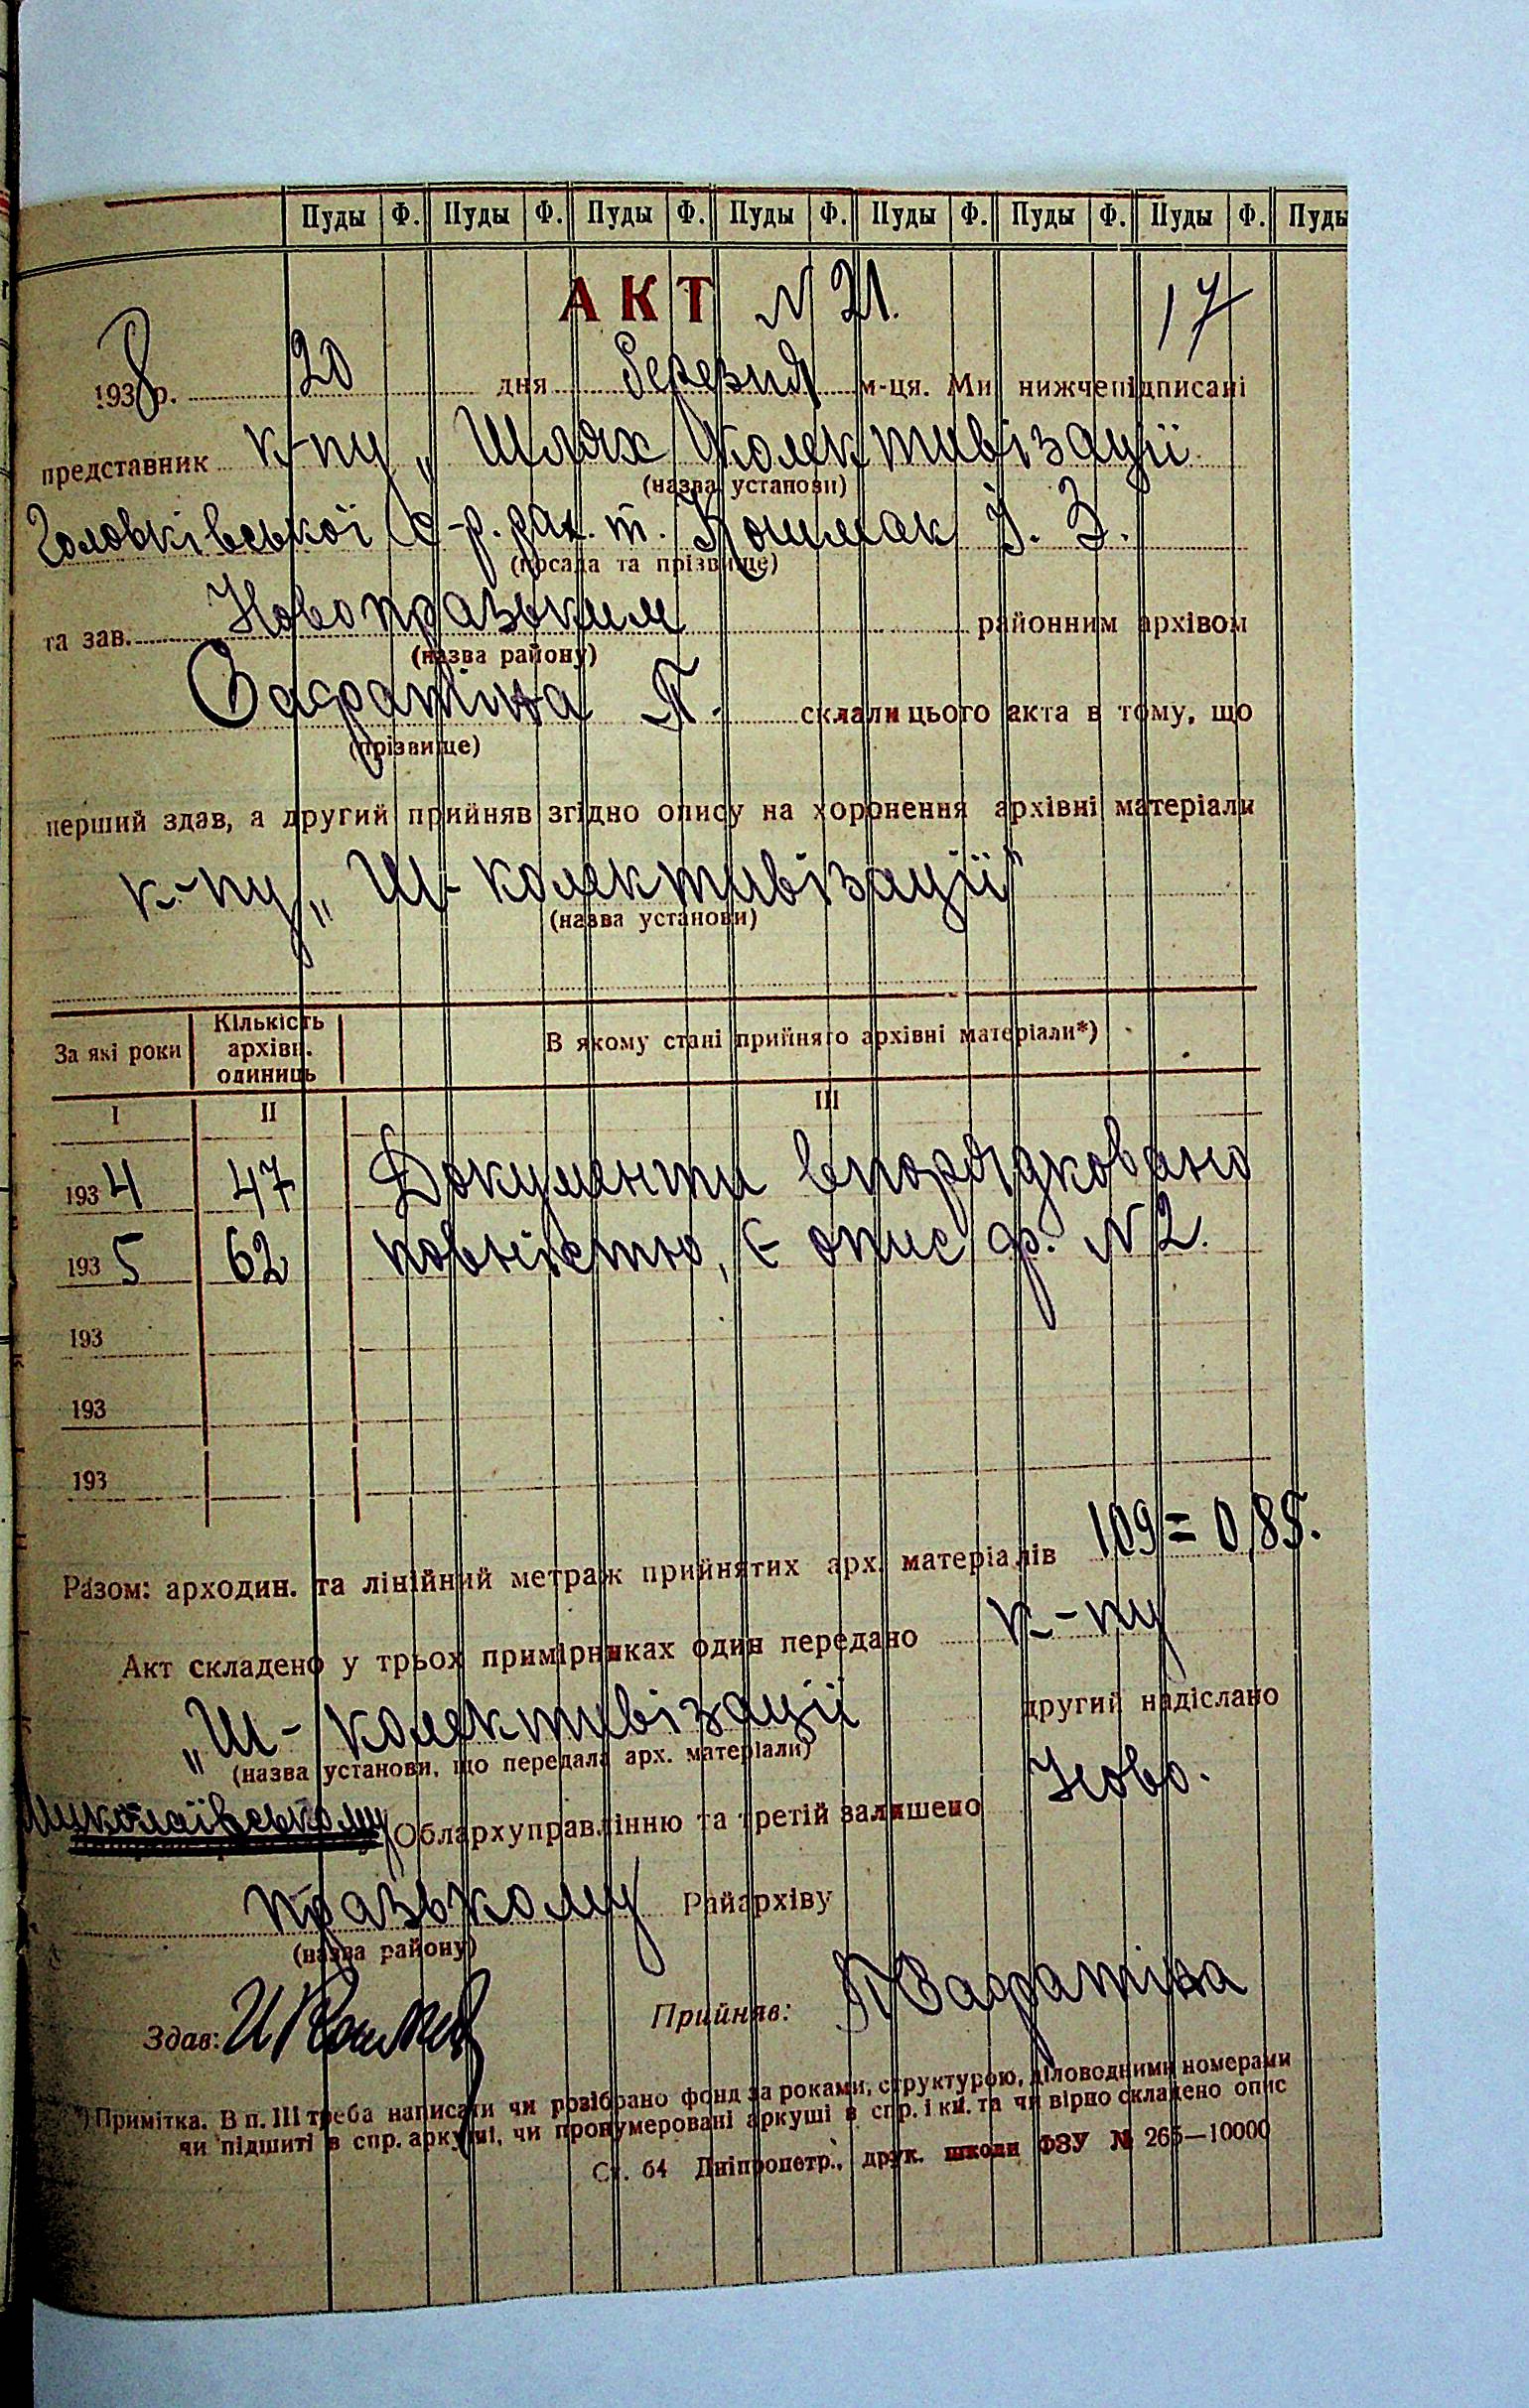 Пуды Ф. Пуды Ф. Пуды Ф. Пуды Ф. Пуды Ф. Пуды Ф. Пуды Ф. Пуды
АКТ N 21. 17
1938 р. 20 дня березня м-ця. Ми нижчепідписані
представник к-пу „Шлях колективізації
(назва установи)
Головківської с-р. рах. т. Кошмак Й. З.
(посада та прізвище)
та зав. Новопразьким районним архівом
(назва району)
П. склали цього акта в тому, що
(прізвище)
перший здав, а другий прийняв згідно опису на хоронення архівні матеріали
к-пу „Ш- колективізації"
(назва установи)
За які роки Кількість архівн. одиниць В якому стані прийнято архівні матеріали*)
I II III
1934 47 Документи впорядковано
1935 62 повністю, є опис ф. N 2.
193
193
193
Разом: арходин. та лінійний метраж прийнятих арх. матеріалів 109 = 0,85.
Акт складено у трьох примірниках один передано к-пу
„Ш- колективізації другий надіслано
(назва установи, що передала арх. матеріали)
Миколаївському Облархуправлінню та третій залишено Ново.
празькому Райархіву
(назва району)
Здав: И Кошмак Прийняв:
*) Примітка. В п. III треба написати чи розібрано фонд за роками, структурою, діловодними номерами
чи підшиті в спр. аркуші, чи пронумеровані аркуші в спр. і кн. та чи вірно складено опис
Ст. 64 Дніпропетр., друк. школи ФЗУ № 265—10000